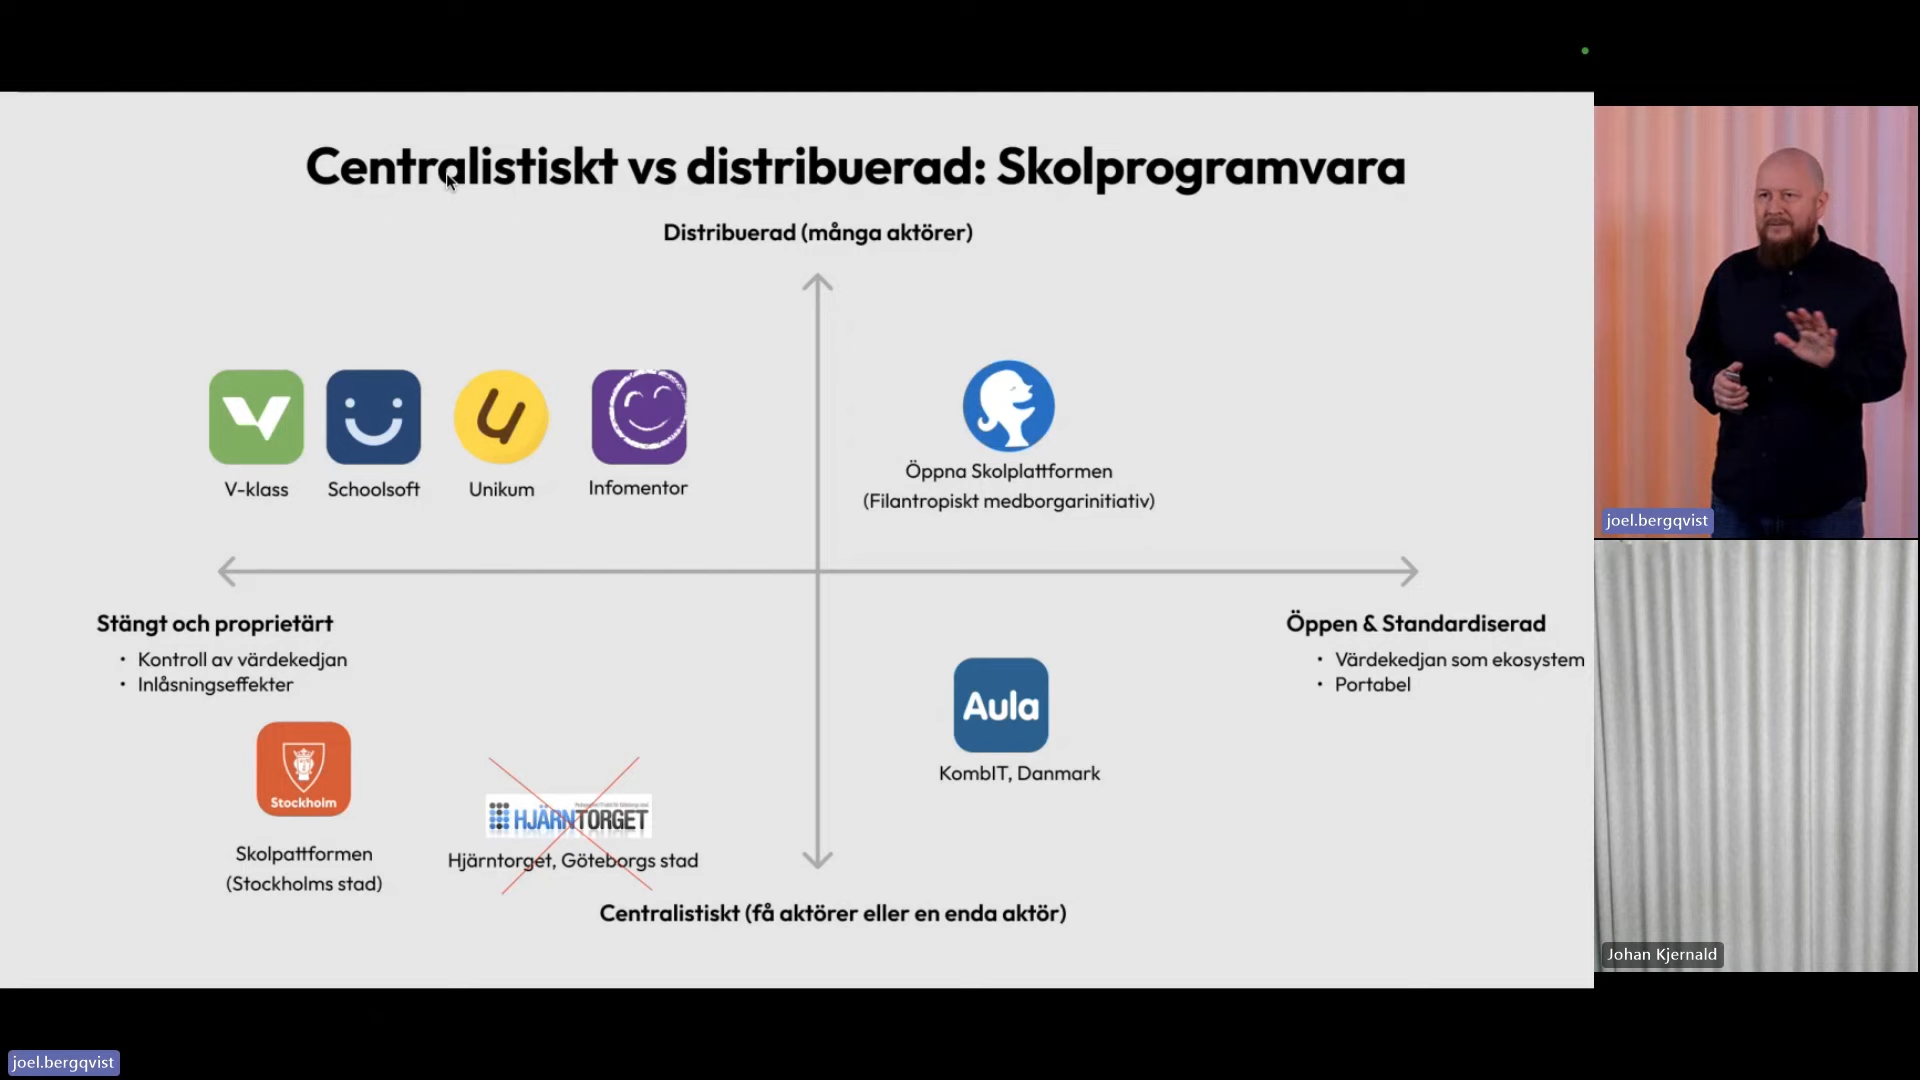 Centralistiskt vs distribuerad: Skolprogramvara
Distribuerad (många aktörer)
V-klass
Schoolsoft
Unikum
Infomentor
Öppna Skolplattformen
(Filantropiskt medborgarinitiativ)
Stängt och proprietärt
• Kontroll av värdekedjan
• Inlåsningseffekter
Öppen & Standardiserad
• Värdekedjan som ekosystem
• Portabel
Stockholm
Skolpattformen
(Stockholms stad)
HJÄRNTORGET
Hjärntorget, Göteborgs stad
Aula
KombIT, Danmark
Centralistiskt (få aktörer eller en enda aktör)
joel.bergqvist
Johan Kjernald
joel.bergqvist